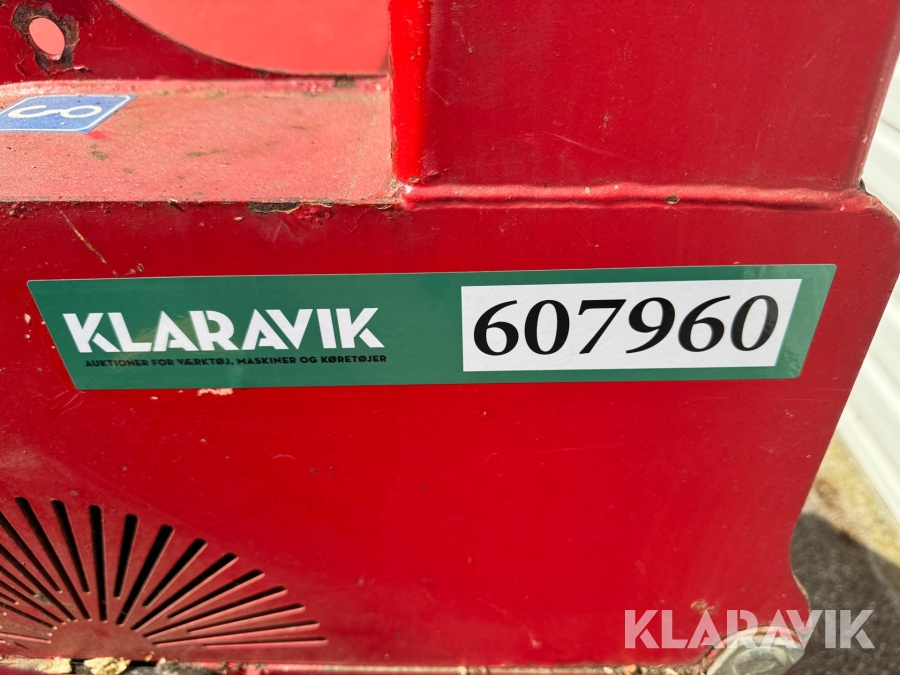 KLARAVIK
AUKTIONER FOR VÆRKTØJ, MASKINER OG KØRETØJER
607960
KLARAVIK